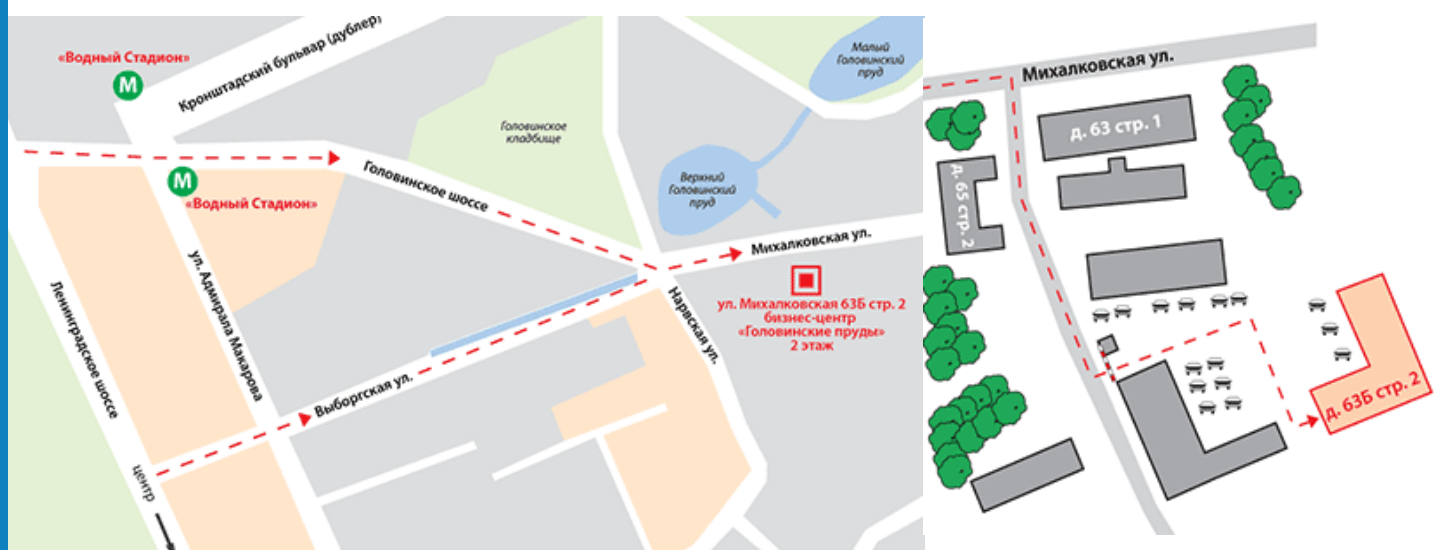 «Водный Стадион»
М
Кронштадский бульвар (дублер)
Малый
Головинский
пруд
Головинское
кладбище
Головинское шоссе
М
«Водный Стадион»
Верхний
Головинский
пруд
Михалковская ул.
ул. Михалковская 63Б стр. 2
бизнес-центр
«Головинские пруды»
2 этаж
Ленинградское шоссе
ул. Адмирала Макарова
Нарвская ул.
Выборгская ул.
центр
Михалковская ул.
д. 63 стр. 1
д. 65 стр. 2
д. 63Б стр. 2